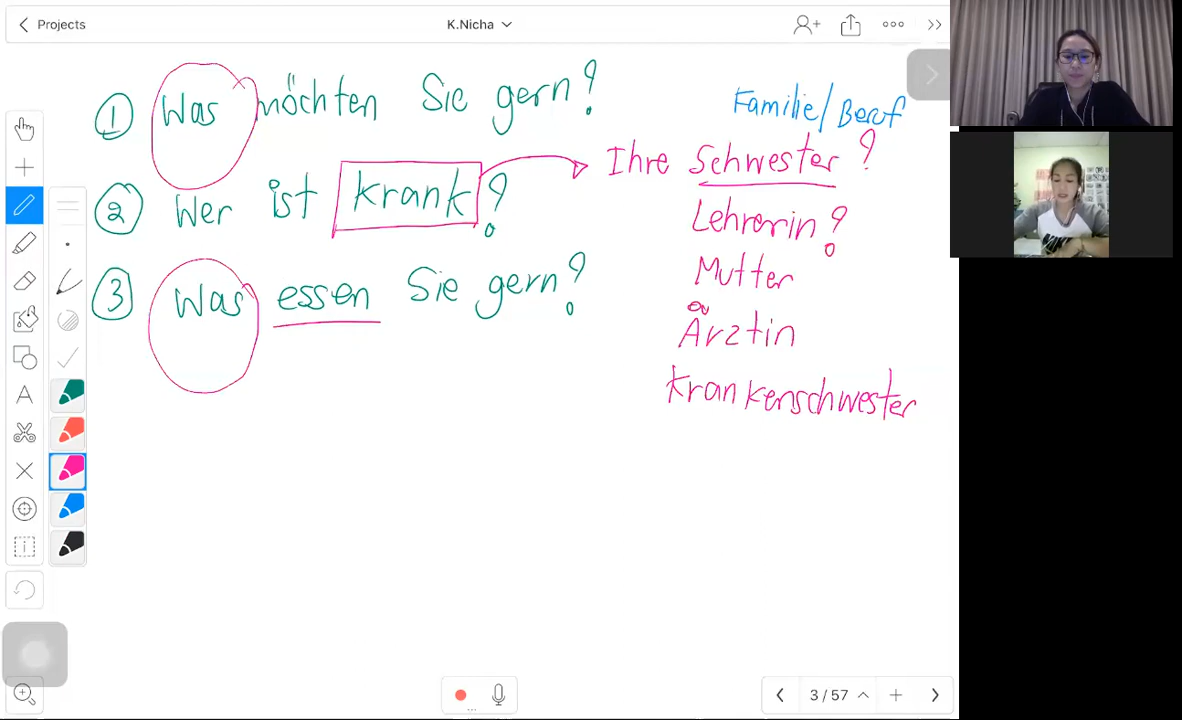 Projects
K.Nicha
① Was möchten Sie gern?
② Wer ist krank?
③ Was essen Sie gern?
Familie/Beruf
Ihre Schwester?
Lehrerin?
Mutter
Ärztin
Krankenschwester
3 / 57